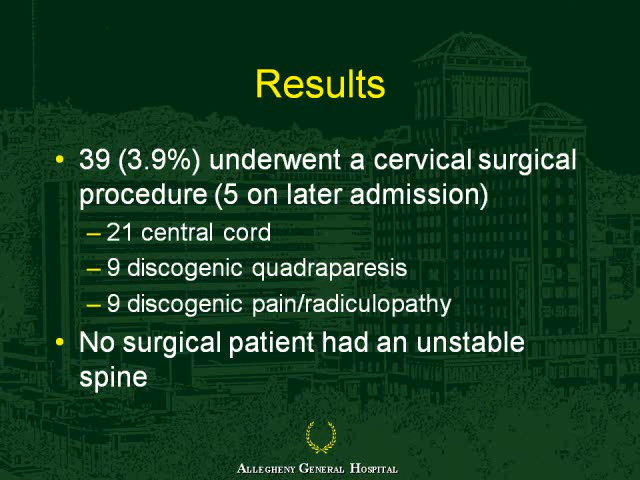 Results
• 39 (3.9%) underwent a cervical surgical
procedure (5 on later admission)
– 21 central cord
– 9 discogenic quadraparesis
– 9 discogenic pain/radiculopathy
• No surgical patient had an unstable
spine
ALLEGHENY GENERAL HOSPITAL